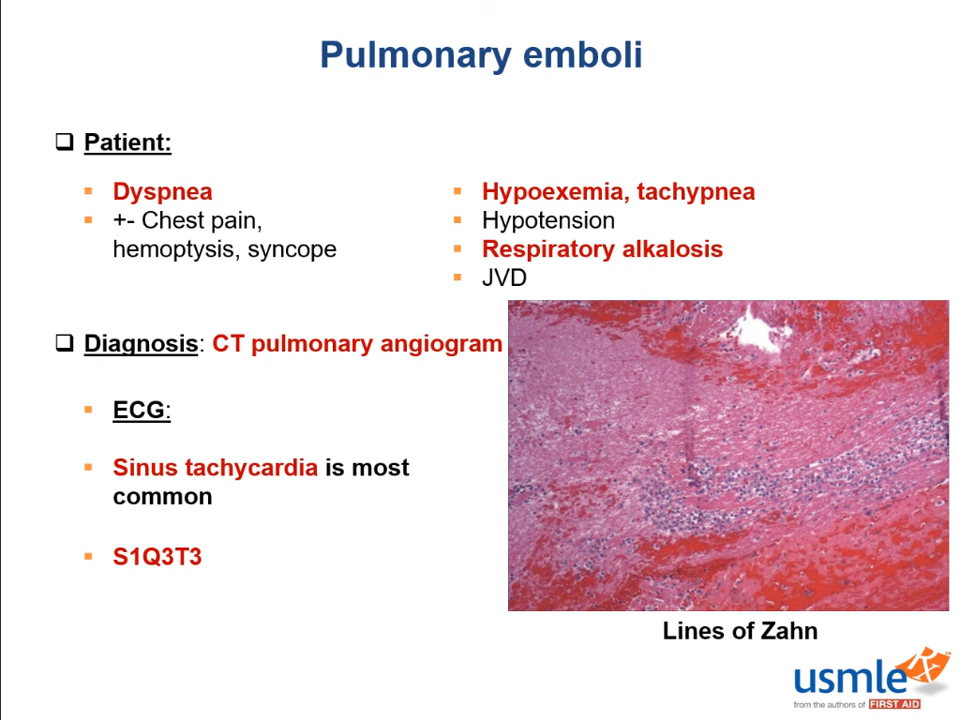 Pulmonary emboli
Patient:
Dyspnea
+- Chest pain,
hemoptysis, syncope
Hypoexemia, tachypnea
Hypotension
Respiratory alkalosis
JVD
Diagnosis: CT pulmonary angiogram
ECG:
Sinus tachycardia is most
common
S1Q3T3
Lines of Zahn
usmle Rx™
from the authors of FIRST AID